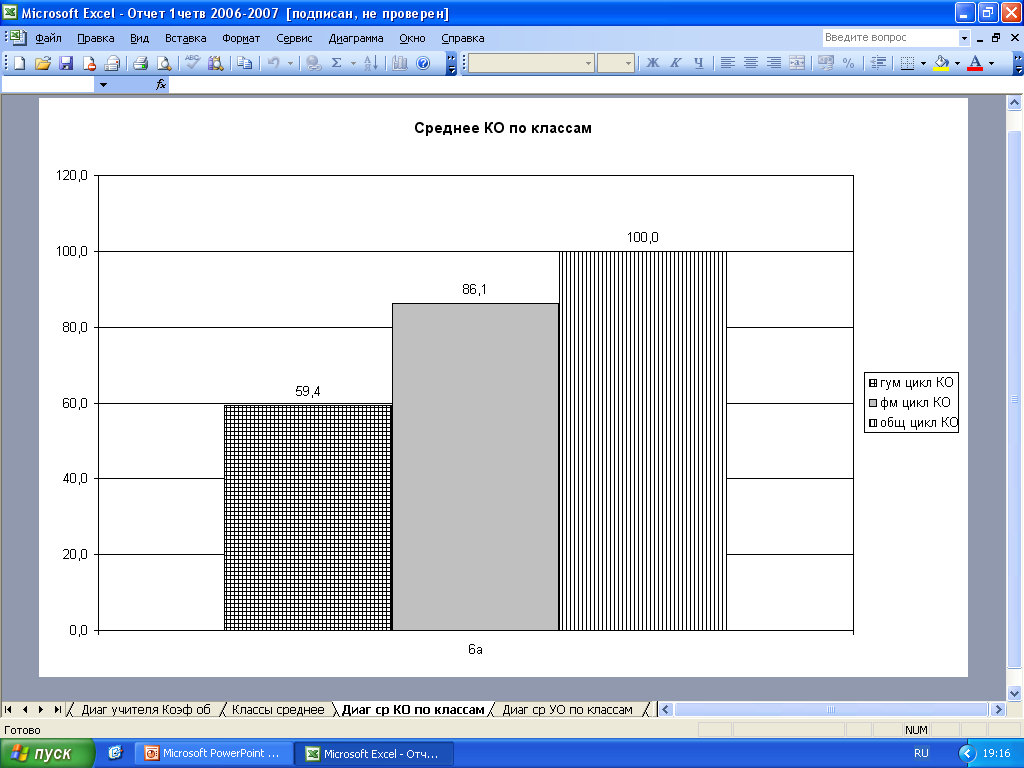 Microsoft Excel - Отчет 1четв 2006-2007 [подписан, не проверен]
Файл Правка Вид Вставка Формат Сервис Диаграмма Окно Справка
Введите вопрос
Ж К Ч
fx
Среднее КО по классам
120,0
100,0
80,0
60,0
40,0
20,0
0,0
59,4
86,1
100,0
6а
гум цикл КО
фм цикл КО
общ цикл КО
Диаг учителя Коэф об Классы среднее Диаг ср КО по классам Диаг ср УО по классам
Готово NUM
пуск Microsoft PowerPoint ... Microsoft Excel - Отч... RU 19:16